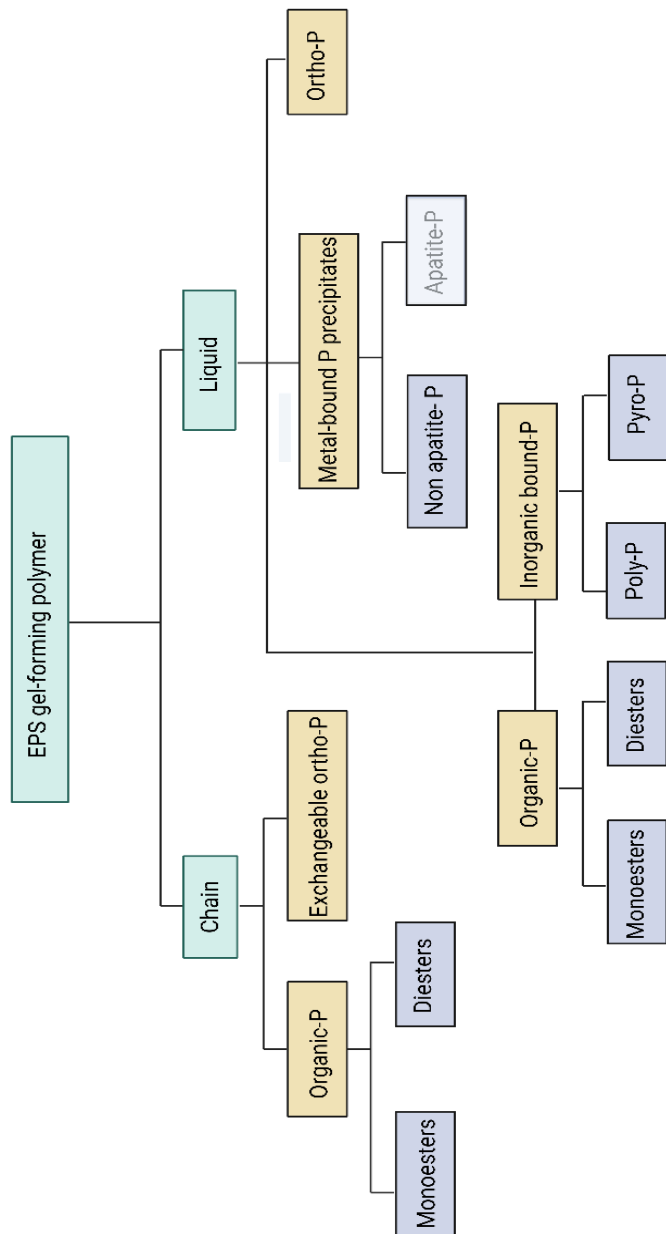 EPS gel-forming polymer
Chain
Liquid
Organic-P
Exchangeable ortho-P
Metal-bound P precipitates
Ortho-P
Monoesters
Diesters
Non apatite- P
Apatite-P
Organic-P
Inorganic bound-P
Monoesters
Diesters
Poly-P
Pyro-P